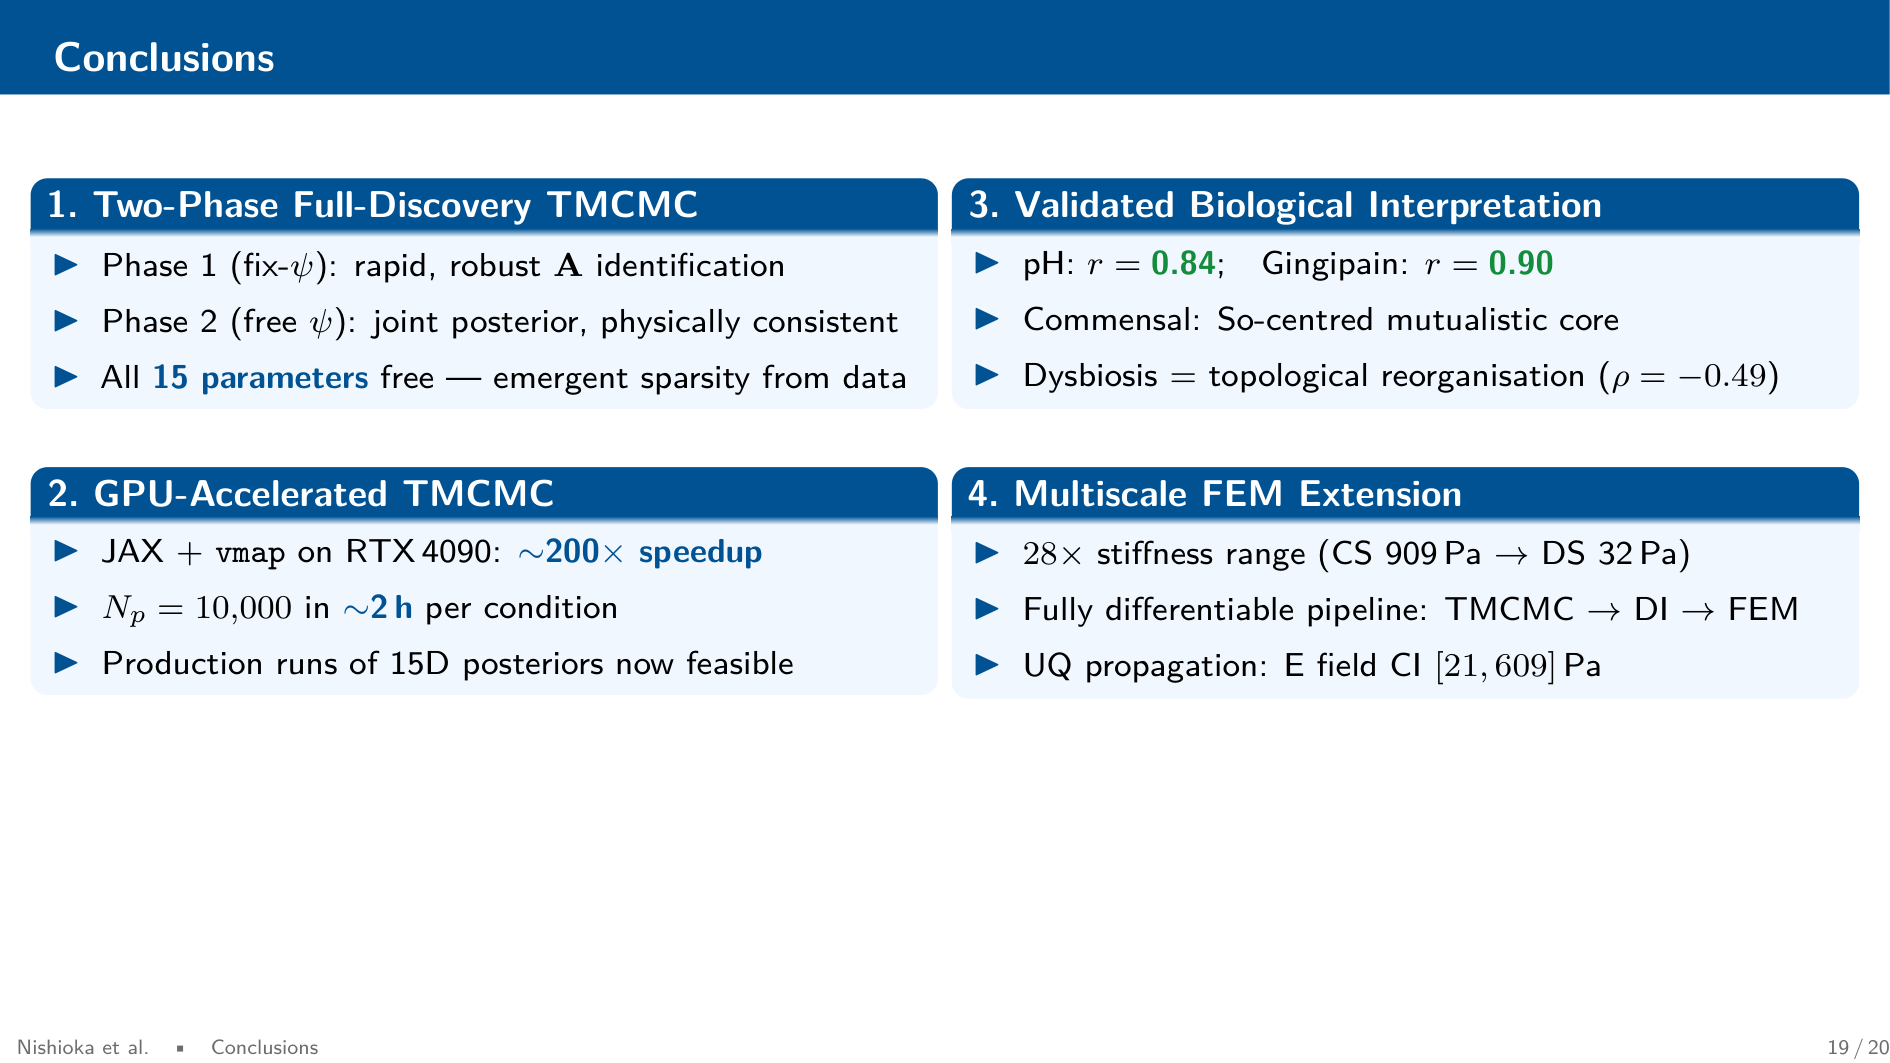 Conclusions
1. Two-Phase Full-Discovery TMCMC
▶ Phase 1 (fix-ψ): rapid, robust A identification
▶ Phase 2 (free ψ): joint posterior, physically consistent
▶ All 15 parameters free — emergent sparsity from data
2. GPU-Accelerated TMCMC
▶ JAX + vmap on RTX 4090: ∼200× speedup
▶ Nₚ = 10,000 in ∼2 h per condition
▶ Production runs of 15D posteriors now feasible
3. Validated Biological Interpretation
▶ pH: r = 0.84; Gingipain: r = 0.90
▶ Commensal: So-centred mutualistic core
▶ Dysbiosis = topological reorganisation (ρ = −0.49)
4. Multiscale FEM Extension
▶ 28× stiffness range (CS 909 Pa → DS 32 Pa)
▶ Fully differentiable pipeline: TMCMC → DI → FEM
▶ UQ propagation: E field CI [21, 609] Pa
Nishioka et al. ▪ Conclusions
19 / 20